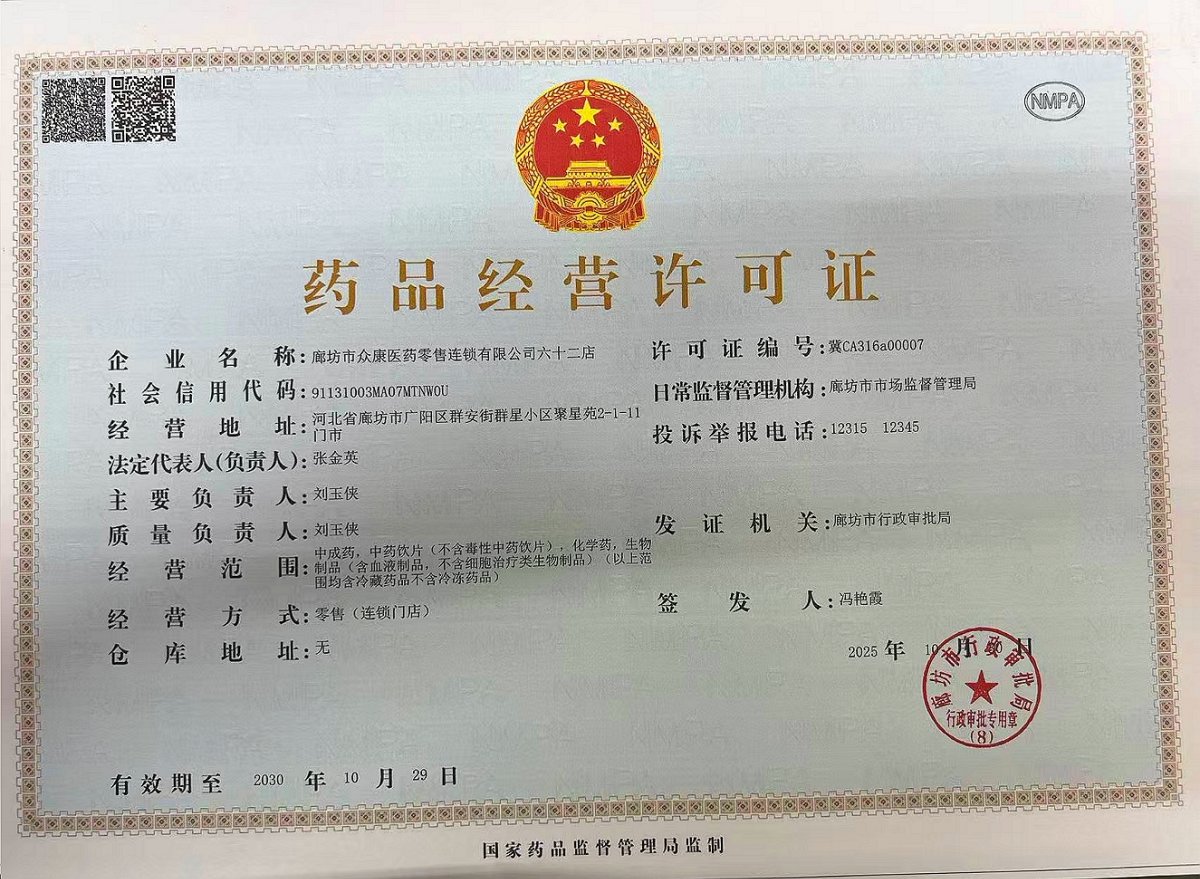 NMPA
药品经营许可证
企业名称:廊坊市众康医药零售连锁有限公司六十二店
许可证编号:冀CA316a00007
社会信用代码:91131003MA07MTNW0U
日常监督管理机构:廊坊市市场监督管理局
经营地址:河北省廊坊市广阳区群安街群星小区聚星苑2-1-11
门市
投诉举报电话:12315 12345
法定代表人(负责人):张金英
主要负责人:刘玉侠
质量负责人:刘玉侠
发证机关:廊坊市行政审批局
经营范围:中成药，中药饮片（不含毒性中药饮片），化学药，生物
制品（含血液制品，不含细胞治疗类生物制品）（以上范
围均含冷藏药品不含冷冻药品）
签发人:冯艳霞
经营方式:零售（连锁门店）
仓库地址:无
2025 年 10 月 日
廊坊市行政审批局
行政审批专用章
(8)
有效期至 2030 年 10 月 29 日
国家药品监督管理局监制